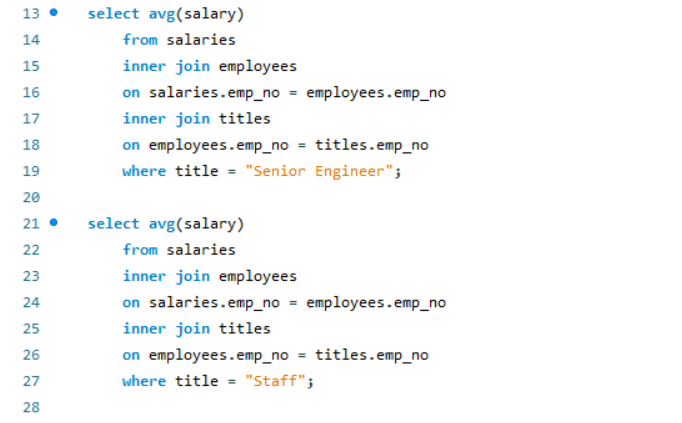 13 select avg(salary)
14 from salaries
15 inner join employees
16 on salaries.emp_no = employees.emp_no
17 inner join titles
18 on employees.emp_no = titles.emp_no
19 where title = "Senior Engineer";
20
21 select avg(salary)
22 from salaries
23 inner join employees
24 on salaries.emp_no = employees.emp_no
25 inner join titles
26 on employees.emp_no = titles.emp_no
27 where title = "Staff";
28